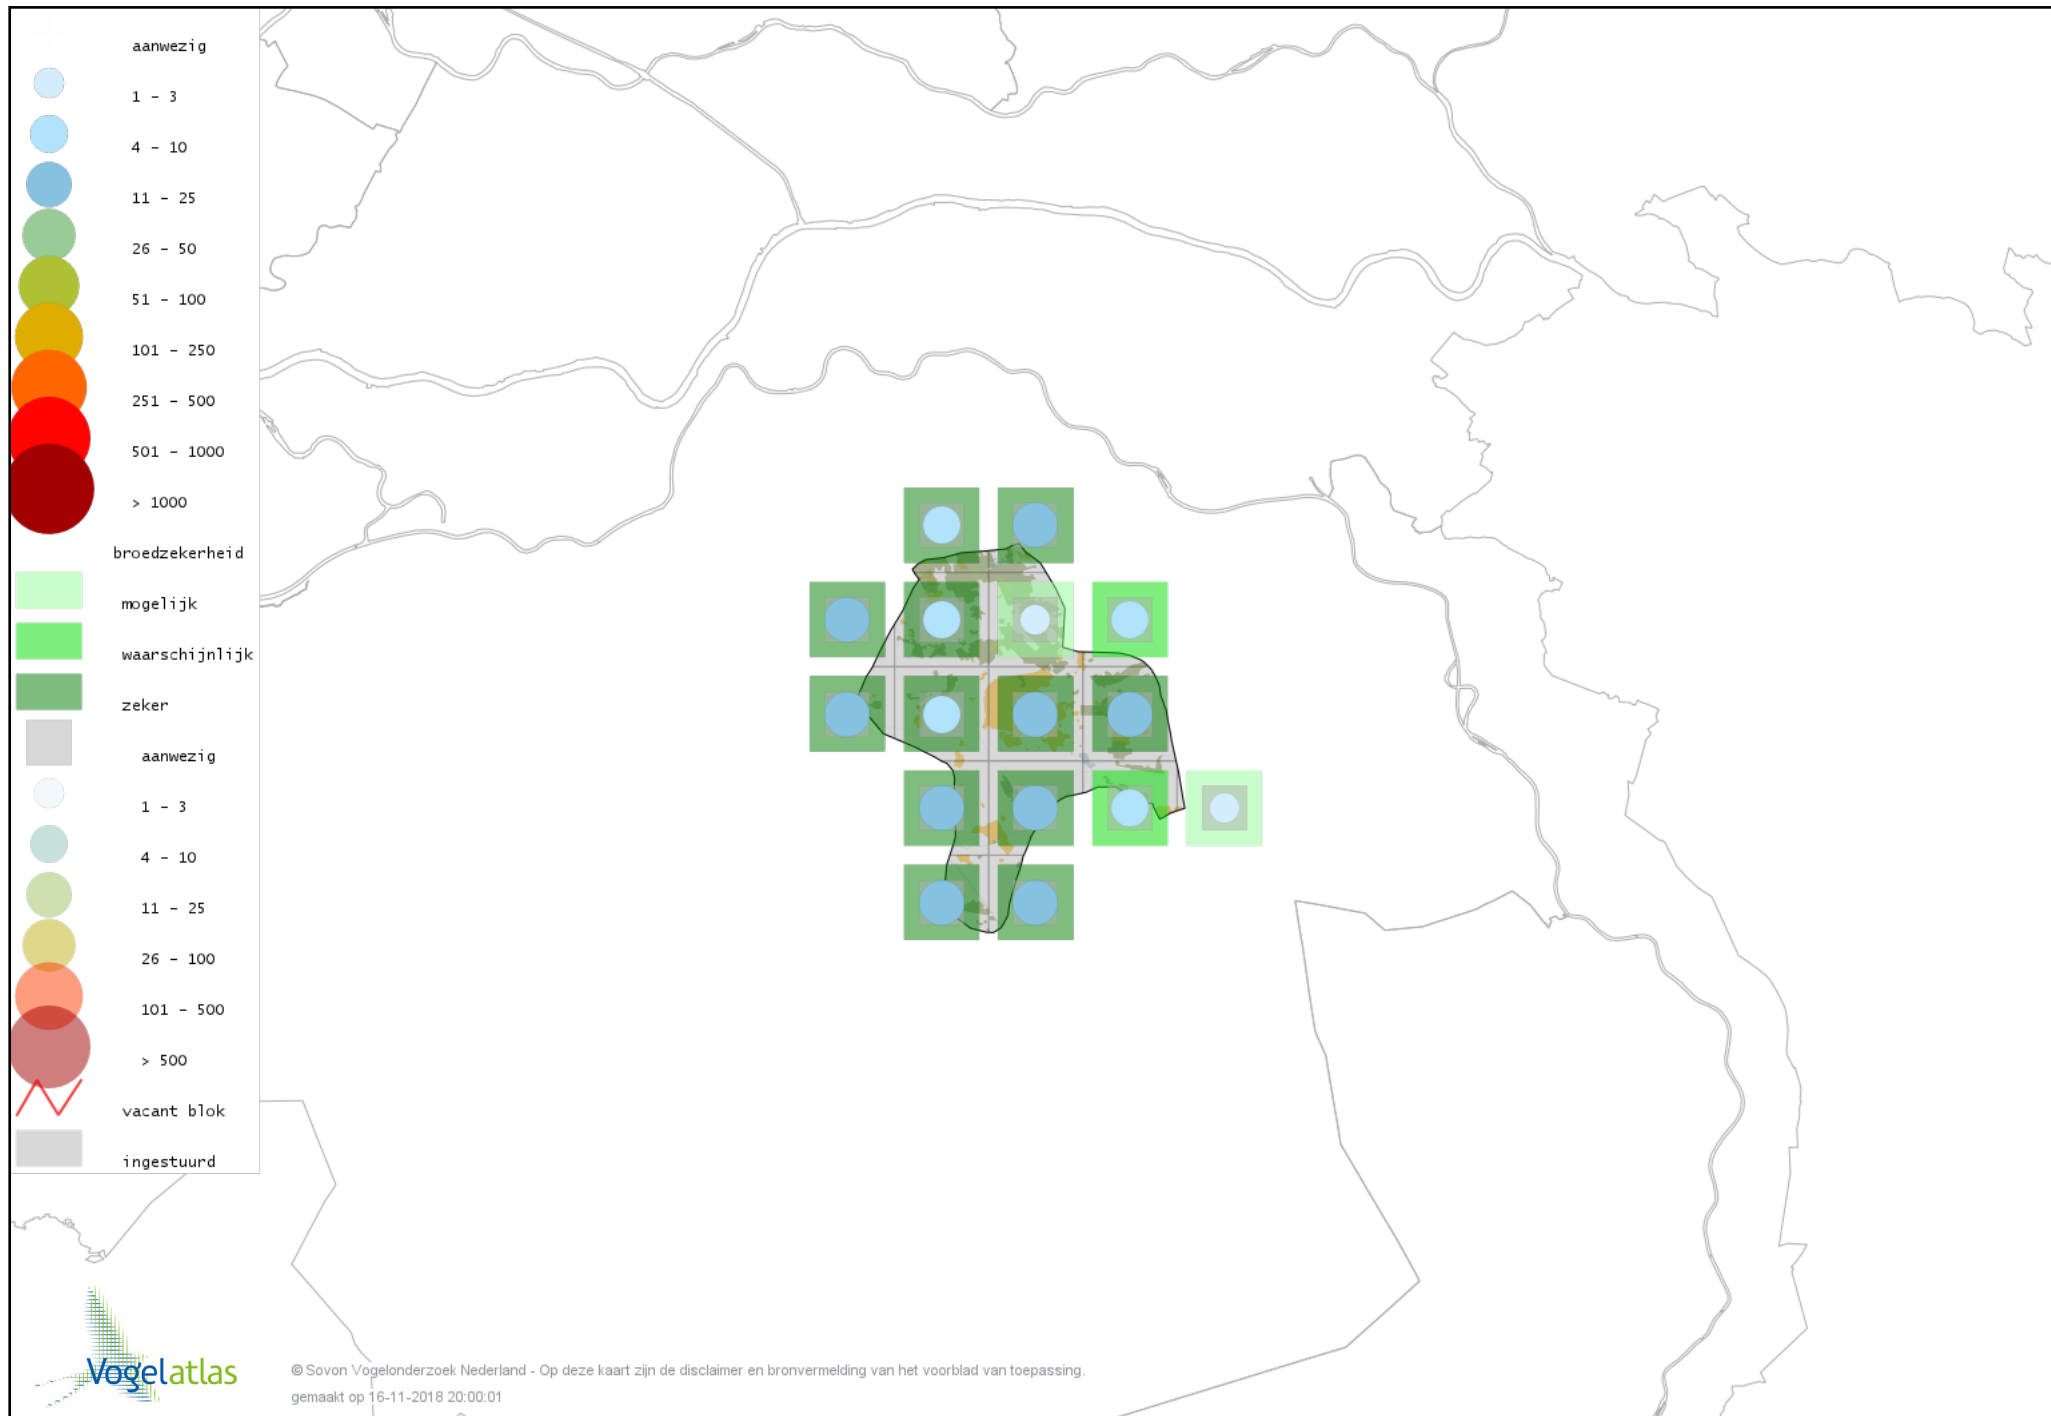 aanwezig
1 - 3
4 - 10
11 - 25
26 - 50
51 - 100
101 - 250
251 - 500
501 - 1000
> 1000
broedzekerheid
mogelijk
waarschijnlijk
zeker
aanwezig
1 - 3
4 - 10
11 - 25
26 - 100
101 - 500
> 500
vacant blok
ingestuurd
Vogelatlas
© Sovon Vogelonderzoek Nederland - Op deze kaart zijn de disclaimer en bronvermelding van het voorblad van toepassing.
gemaakt op 16-11-2018 20:00:01